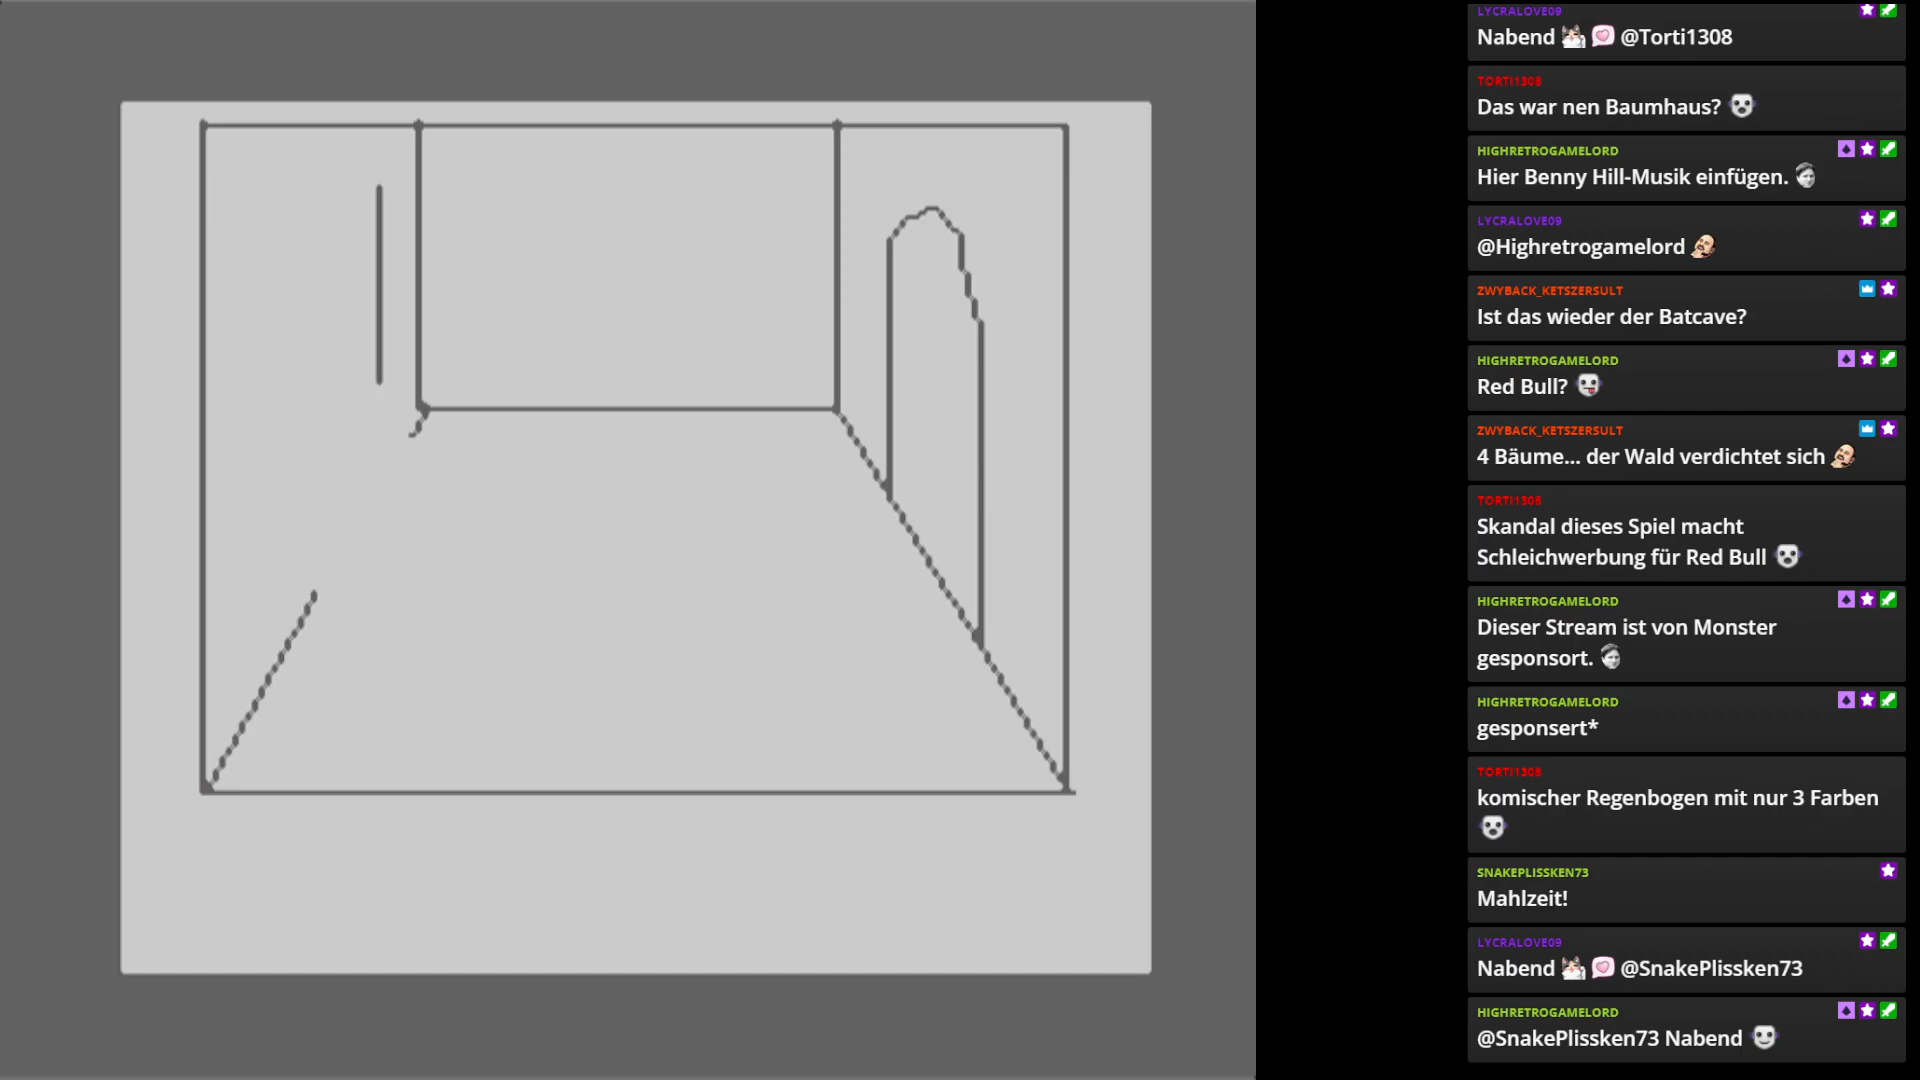 LYCRALOVE09
Nabend @Torti1308
TORTI1308
Das war nen Baumhaus?
HIGHRETROGAMELORD
Hier Benny Hill-Musik einfügen.
LYCRALOVE09
@Highretrogamelord
ZWYBACK_KETSZERSULT
Ist das wieder der Batcave?
HIGHRETROGAMELORD
Red Bull?
ZWYBACK_KETSZERSULT
4 Bäume... der Wald verdichtet sich
TORTI1308
Skandal dieses Spiel macht
Schleichwerbung für Red Bull
HIGHRETROGAMELORD
Dieser Stream ist von Monster
gesponsort.
HIGHRETROGAMELORD
gesponsert*
TORTI1308
komischer Regenbogen mit nur 3 Farben
SNAKEPLISSKEN73
Mahlzeit!
LYCRALOVE09
Nabend @SnakePlissken73
HIGHRETROGAMELORD
@SnakePlissken73 Nabend